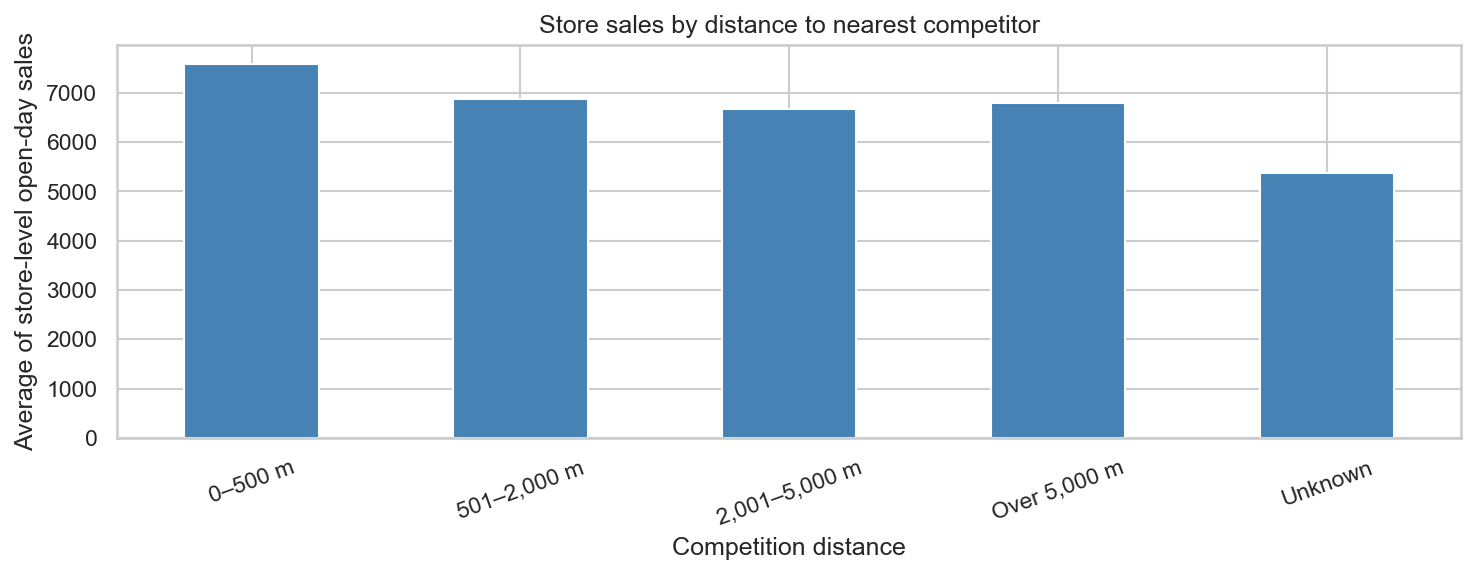 Store sales by distance to nearest competitor
Average of store-level open-day sales
7000
6000
5000
4000
3000
2000
1000
0
0–500 m
501–2,000 m
2,001–5,000 m
Over 5,000 m
Unknown
Competition distance